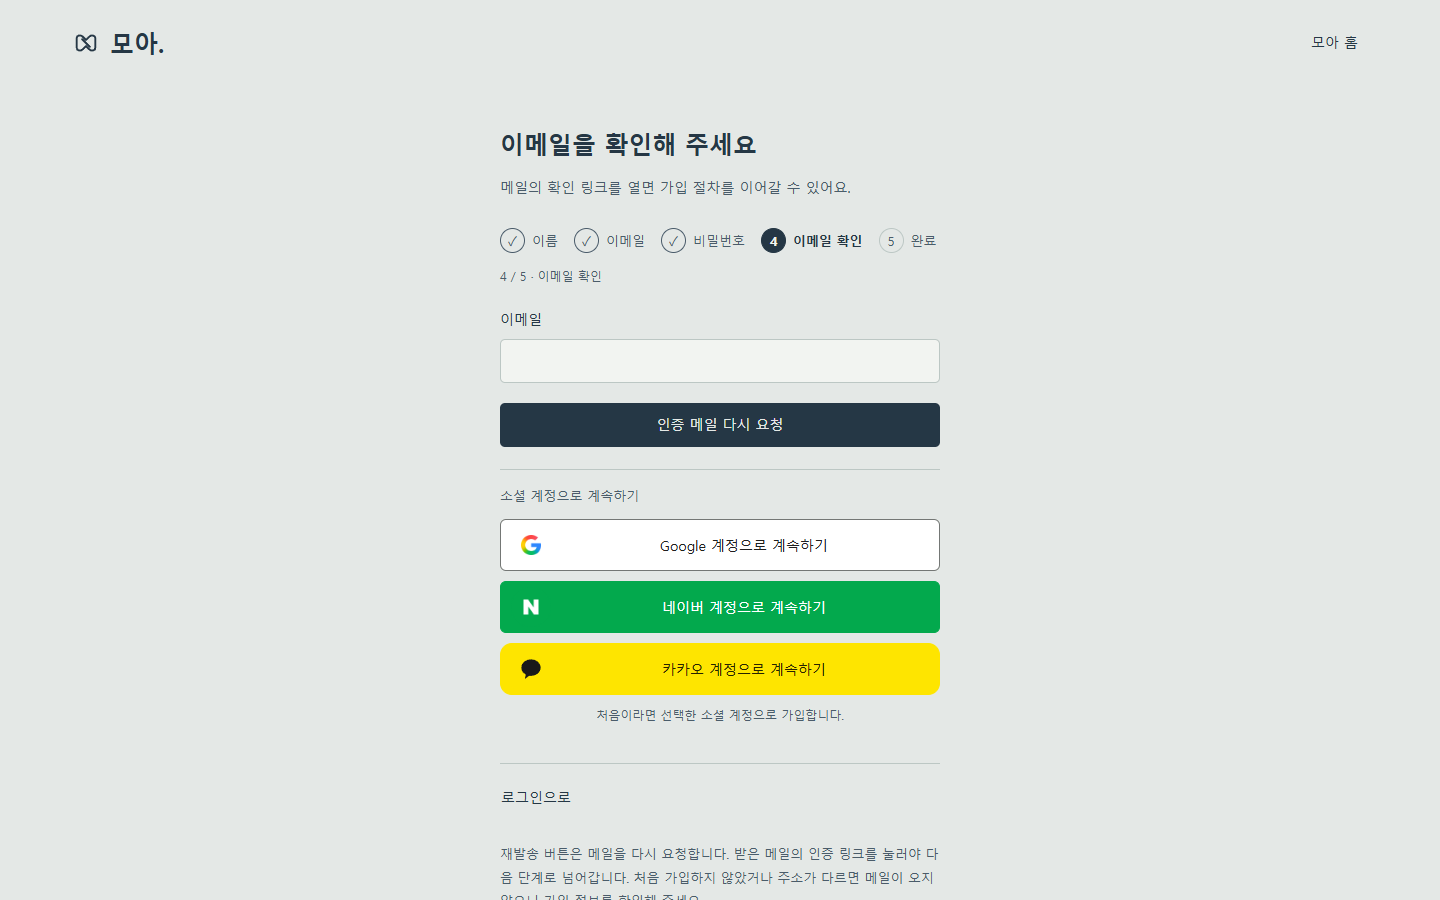 모아.
모아 홈
이메일을 확인해 주세요
메일의 확인 링크를 열면 가입 절차를 이어갈 수 있어요.
✓ 이름 ✓ 이메일 ✓ 비밀번호 4 이메일 확인 5 완료
4 / 5 · 이메일 확인
이메일
인증 메일 다시 요청
소셜 계정으로 계속하기
Google 계정으로 계속하기
네이버 계정으로 계속하기
카카오 계정으로 계속하기
처음이라면 선택한 소셜 계정으로 가입합니다.
로그인으로
재발송 버튼은 메일을 다시 요청합니다. 받은 메일의 인증 링크를 눌러야 다
음 단계로 넘어갑니다. 처음 가입하지 않았거나 주소가 다르면 메일이 오지